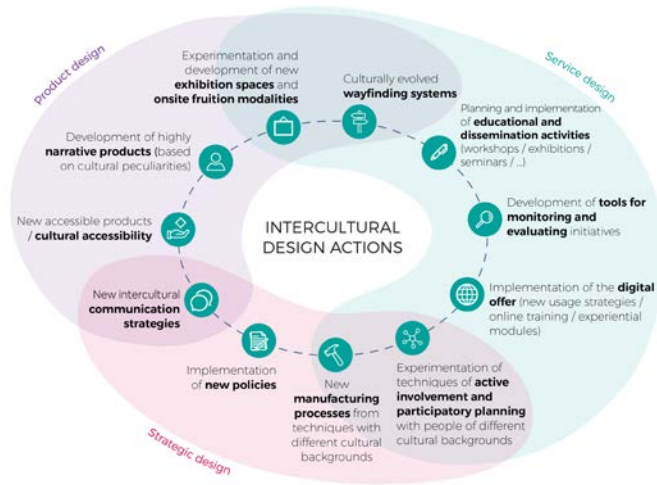 Product design
Service design
Strategic design
INTERCULTURAL
DESIGN ACTIONS
Experimentation and
development of new
exhibition spaces and
onsite fruition modalities
Culturally evolved
wayfinding systems
Planning and implementation
of educational and
dissemination activities
(workshops / exhibitions /
seminars / ...)
Development of tools for
monitoring and
evaluating initiatives
Implementation of the digital
offer (new usage strategies /
online training / experiential
modules)
Experimentation of
techniques of active
involvement and
participatory planning
with people of different
cultural backgrounds
New
manufacturing
processes from
techniques with
different cultural
backgrounds
Implementation
of new policies
New intercultural
communication
strategies
New accessible products
/ cultural accessibility
Development of highly
narrative products (based
on cultural peculiarities)